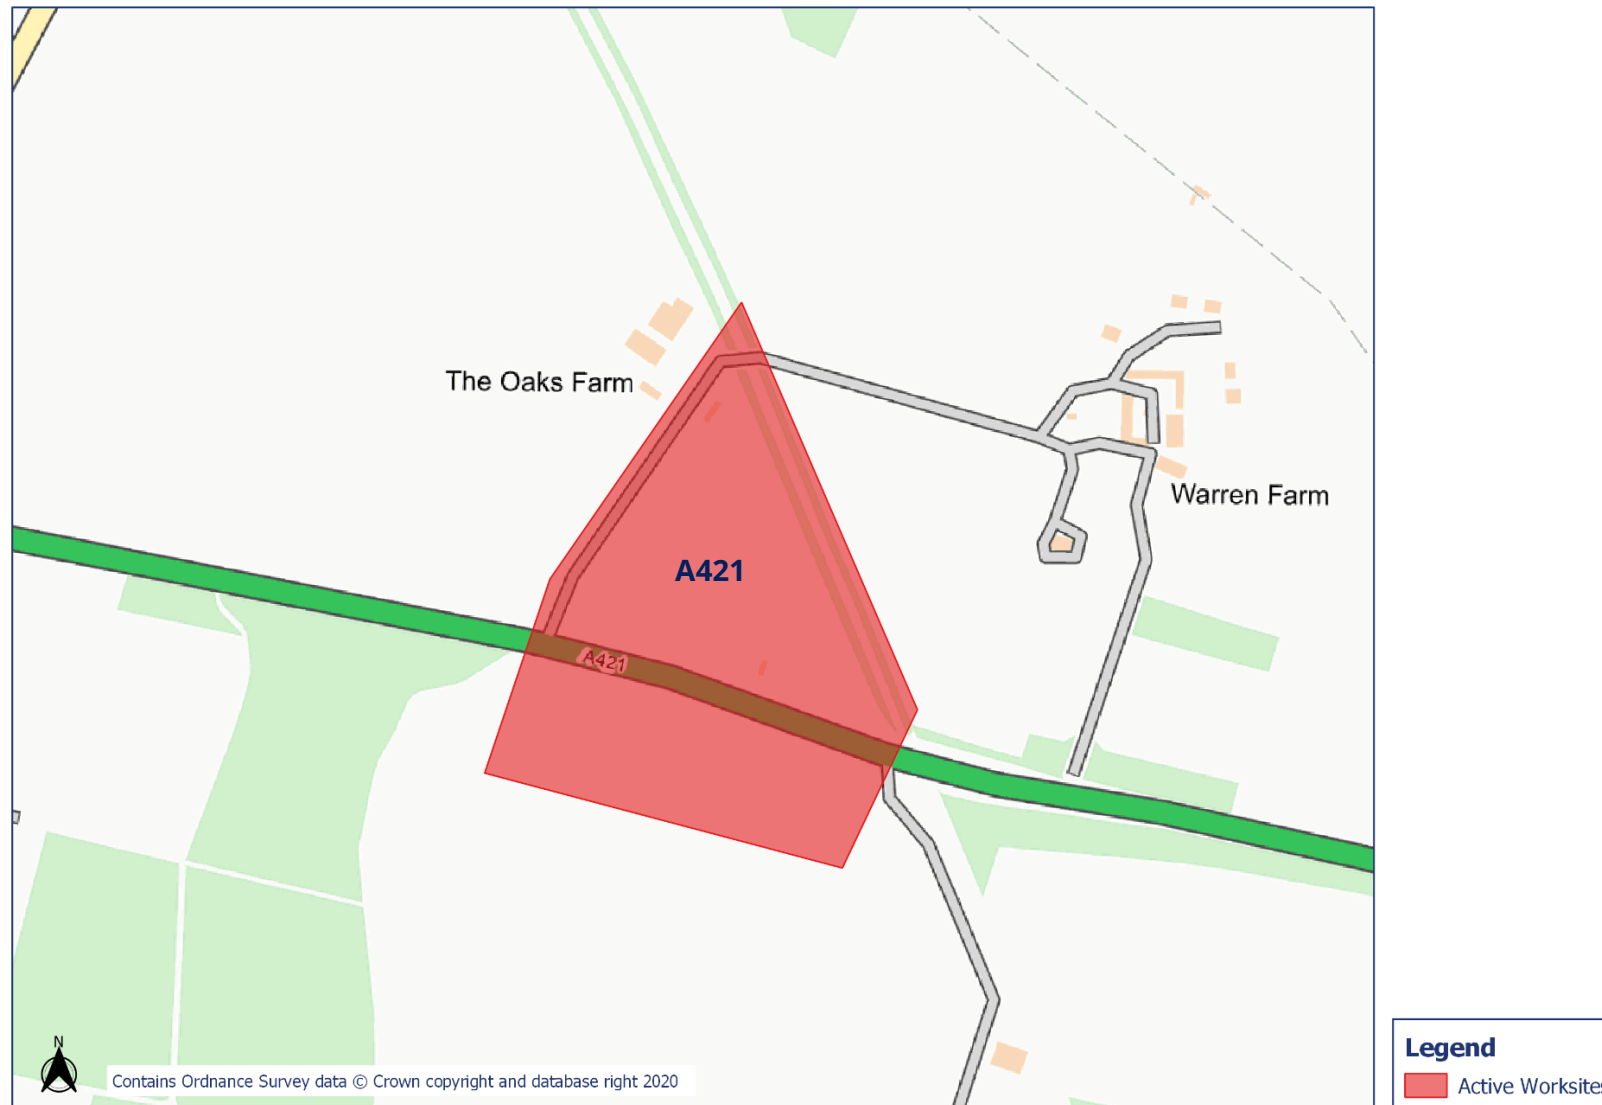 The Oaks Farm
Warren Farm
A421
A421
N
Contains Ordnance Survey data © Crown copyright and database right 2020
Legend
Active Worksites